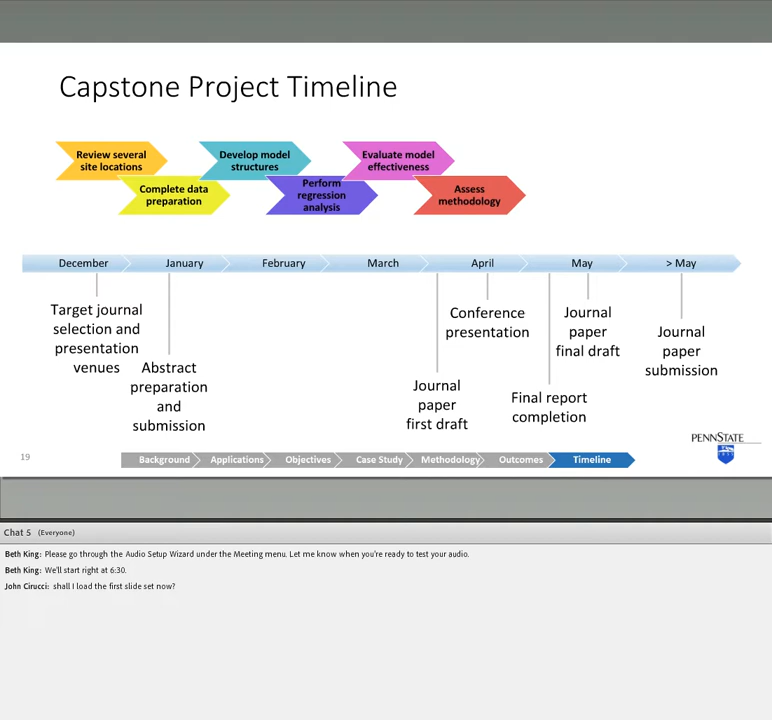 Capstone Project Timeline
Review several
site locations
Complete data
preparation
Develop model
structures
Perform
regression
analysis
Evaluate model
effectiveness
Assess
methodology
December
January
February
March
April
May
> May
Target journal
selection and
presentation
venues
Abstract
preparation
and
submission
Journal
paper
first draft
Conference
presentation
Final report
completion
Journal
paper
final draft
Journal
paper
submission
PENNSTATE
19
Background
Applications
Objectives
Case Study
Methodology
Outcomes
Timeline
Chat 5 (Everyone)
Beth King: Please go through the Audio Setup Wizard under the Meeting menu. Let me know when you're ready to test your audio.
Beth King: We'll start right at 6:30.
John Cirucci: shall I load the first slide set now?